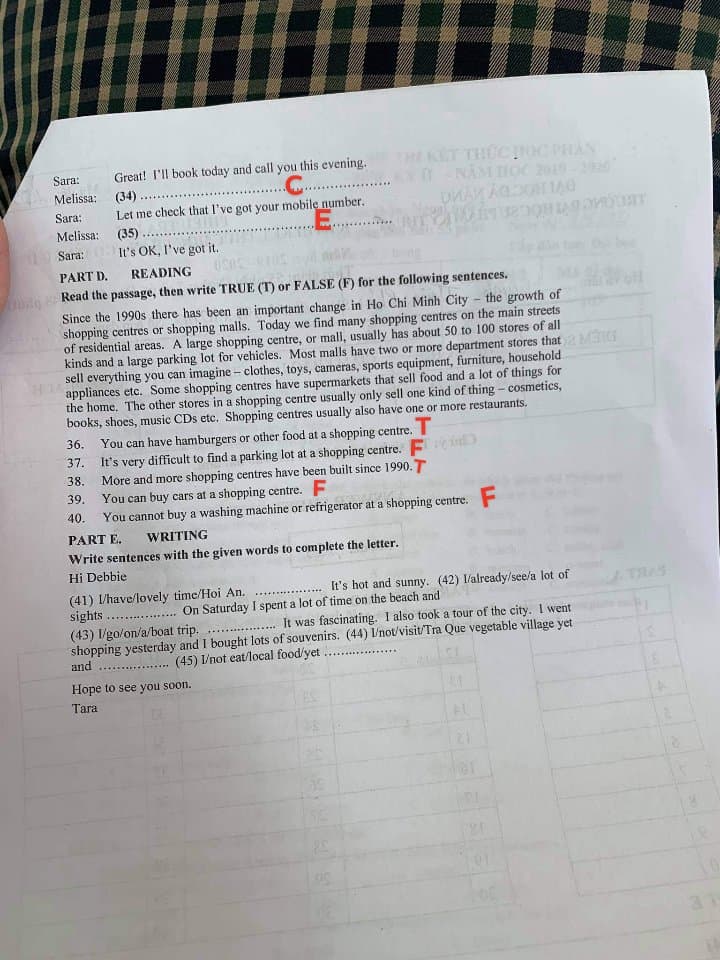 Sara: Great! I'll book today and call you this evening.
Melissa: (34) ........................................C........................
Sara: Let me check that I've got your mobile number.
Melissa: (35) ........................................E........................
Sara: It's OK, I've got it.
PART D. READING
Read the passage, then write TRUE (T) or FALSE (F) for the following sentences.
Since the 1990s there has been an important change in Ho Chi Minh City – the growth of
shopping centres or shopping malls. Today we find many shopping centres on the main streets
of residential areas. A large shopping centre, or mall, usually has about 50 to 100 stores of all
kinds and a large parking lot for vehicles. Most malls have two or more department stores that
sell everything you can imagine – clothes, toys, cameras, sports equipment, furniture, household
appliances etc. Some shopping centres have supermarkets that sell food and a lot of things for
the home. The other stores in a shopping centre usually only sell one kind of thing – cosmetics,
books, shoes, music CDs etc. Shopping centres usually also have one or more restaurants.
36. You can have hamburgers or other food at a shopping centre. T
37. It's very difficult to find a parking lot at a shopping centre. F
38. More and more shopping centres have been built since 1990. T
39. You can buy cars at a shopping centre. F
40. You cannot buy a washing machine or refrigerator at a shopping centre. F
PART E. WRITING
Write sentences with the given words to complete the letter.
Hi Debbie
(41) I/have/lovely time/Hoi An. .................. It's hot and sunny. (42) I/already/see/a lot of
sights .................. On Saturday I spent a lot of time on the beach and
(43) I/go/on/a/boat trip. .................. It was fascinating. I also took a tour of the city. I went
shopping yesterday and I bought lots of souvenirs. (44) I/not/visit/Tra Que vegetable village yet
and .................. (45) I/not eat/local food/yet ..................
Hope to see you soon.
Tara